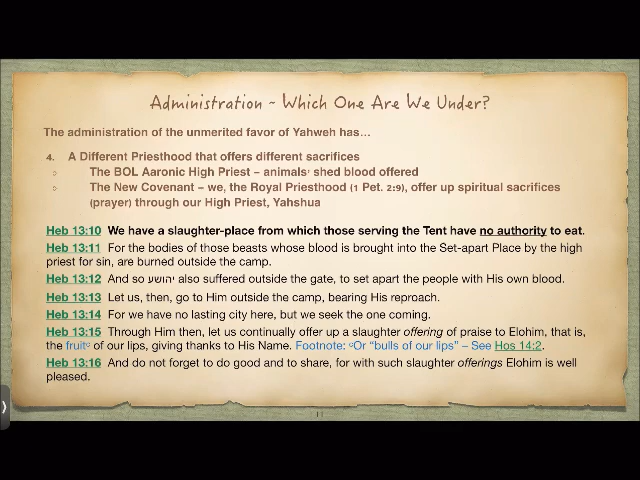 Administration ~ Which One Are We Under?
The administration of the unmerited favor of Yahweh has…
4. A Different Priesthood that offers different sacrifices
○ The BOL Aaronic High Priest – animals' shed blood offered
○ The New Covenant – we, the Royal Priesthood (1 Pet. 2:9), offer up spiritual sacrifices
(prayer) through our High Priest, Yahshua
Heb 13:10 We have a slaughter-place from which those serving the Tent have no authority to eat.
Heb 13:11 For the bodies of those beasts whose blood is brought into the Set-apart Place by the high
priest for sin, are burned outside the camp.
Heb 13:12 And so יהושע also suffered outside the gate, to set apart the people with His own blood.
Heb 13:13 Let us, then, go to Him outside the camp, bearing His reproach.
Heb 13:14 For we have no lasting city here, but we seek the one coming.
Heb 13:15 Through Him then, let us continually offer up a slaughter offering of praise to Elohim, that is,
the fruitᶜ of our lips, giving thanks to His Name. Footnote: ᶜOr “bulls of our lips” – See Hos 14:2.
Heb 13:16 And do not forget to do good and to share, for with such slaughter offerings Elohim is well
pleased.
11